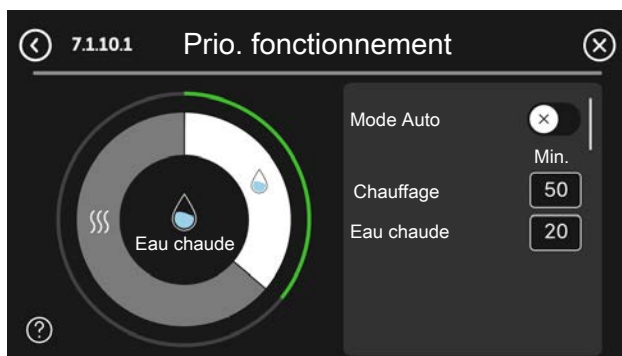 7.1.10.1 Prio. fonctionnement
Mode Auto
Min.
Chauffage 50
Eau chaude 20
Eau chaude
?